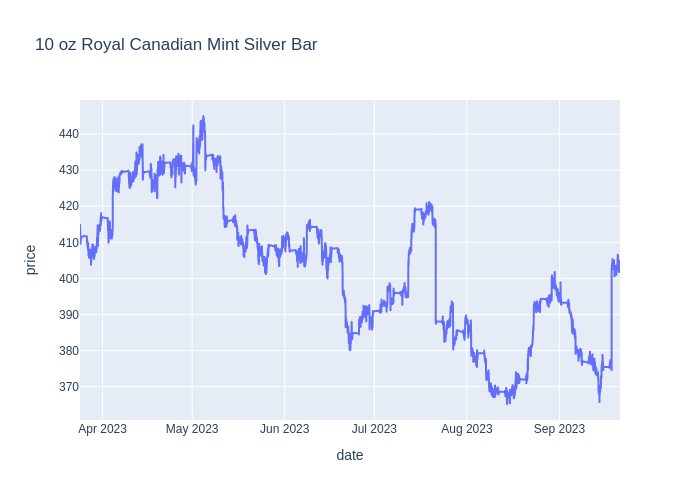 10 oz Royal Canadian Mint Silver Bar
440
430
420
410
400
390
380
370
price
Apr 2023
May 2023
Jun 2023
Jul 2023
Aug 2023
Sep 2023
date